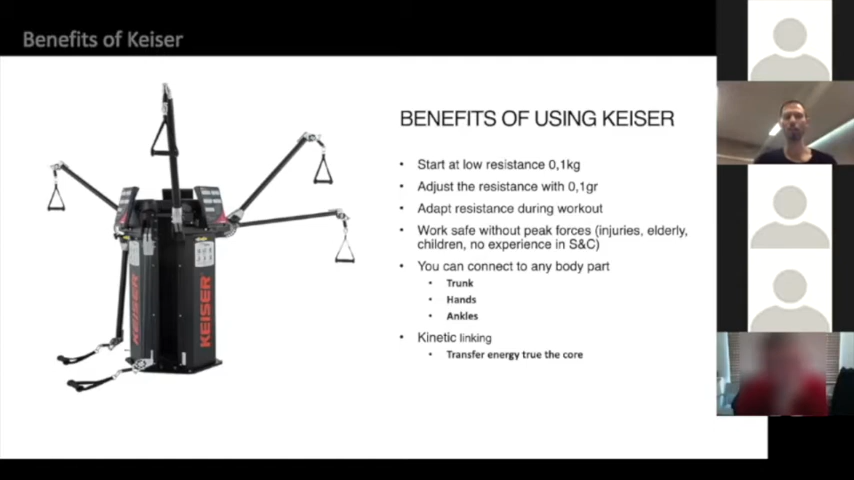 Benefits of Keiser
BENEFITS OF USING KEISER
• Start at low resistance 0,1kg
• Adjust the resistance with 0,1gr
• Adapt resistance during workout
• Work safe without peak forces (injuries, elderly,
children, no experience in S&C)
• You can connect to any body part
• Trunk
• Hands
• Ankles
• Kinetic linking
• Transfer energy true the core
KEISER
KEISER